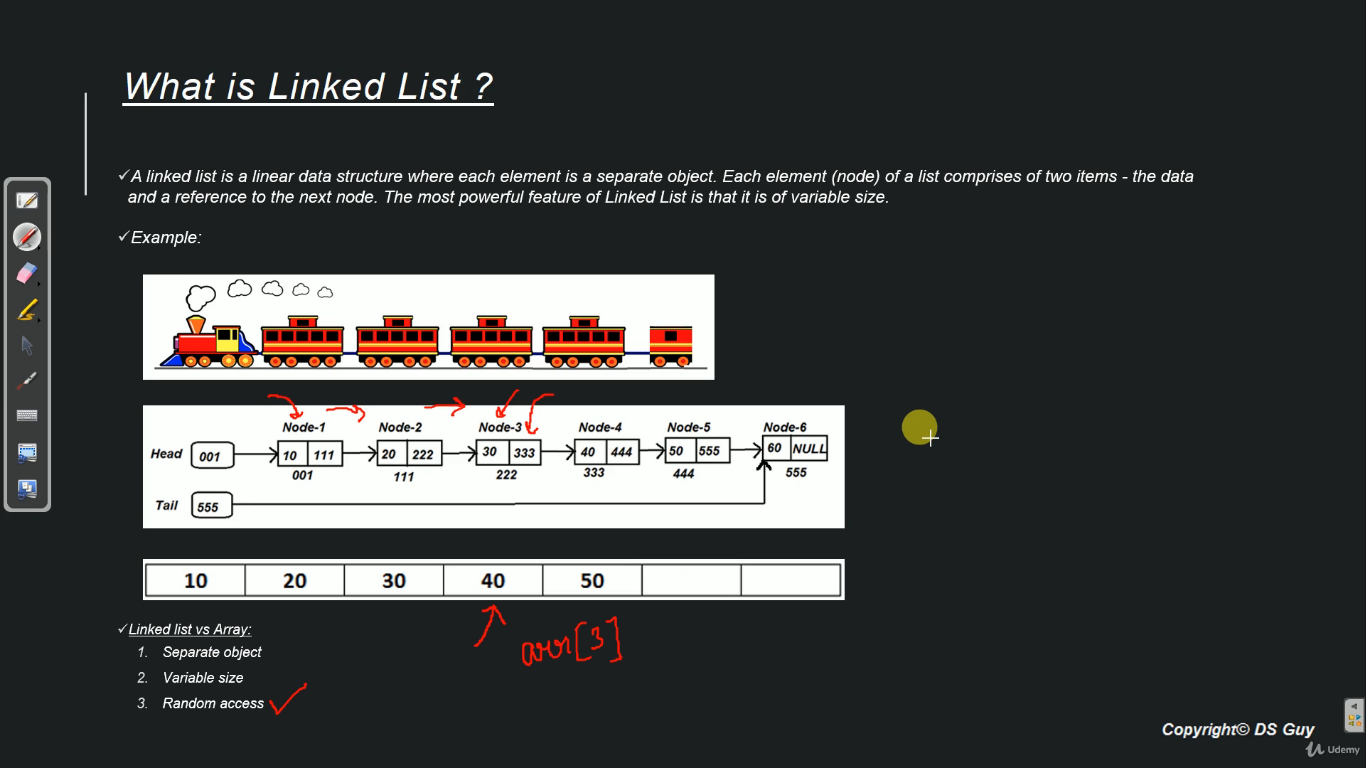 What is Linked List ?
✓A linked list is a linear data structure where each element is a separate object. Each element (node) of a list comprises of two items - the data
and a reference to the next node. The most powerful feature of Linked List is that it is of variable size.
✓Example:
Node-1 Node-2 Node-3 Node-4 Node-5 Node-6
Head 001 10 111 20 222 30 333 40 444 50 555 60 NULL
001 111 222 333 444 555
Tail 555
10 20 30 40 50
arr[3]
✓Linked list vs Array:
1. Separate object
2. Variable size
3. Random access
Copyright© DS Guy
Udemy